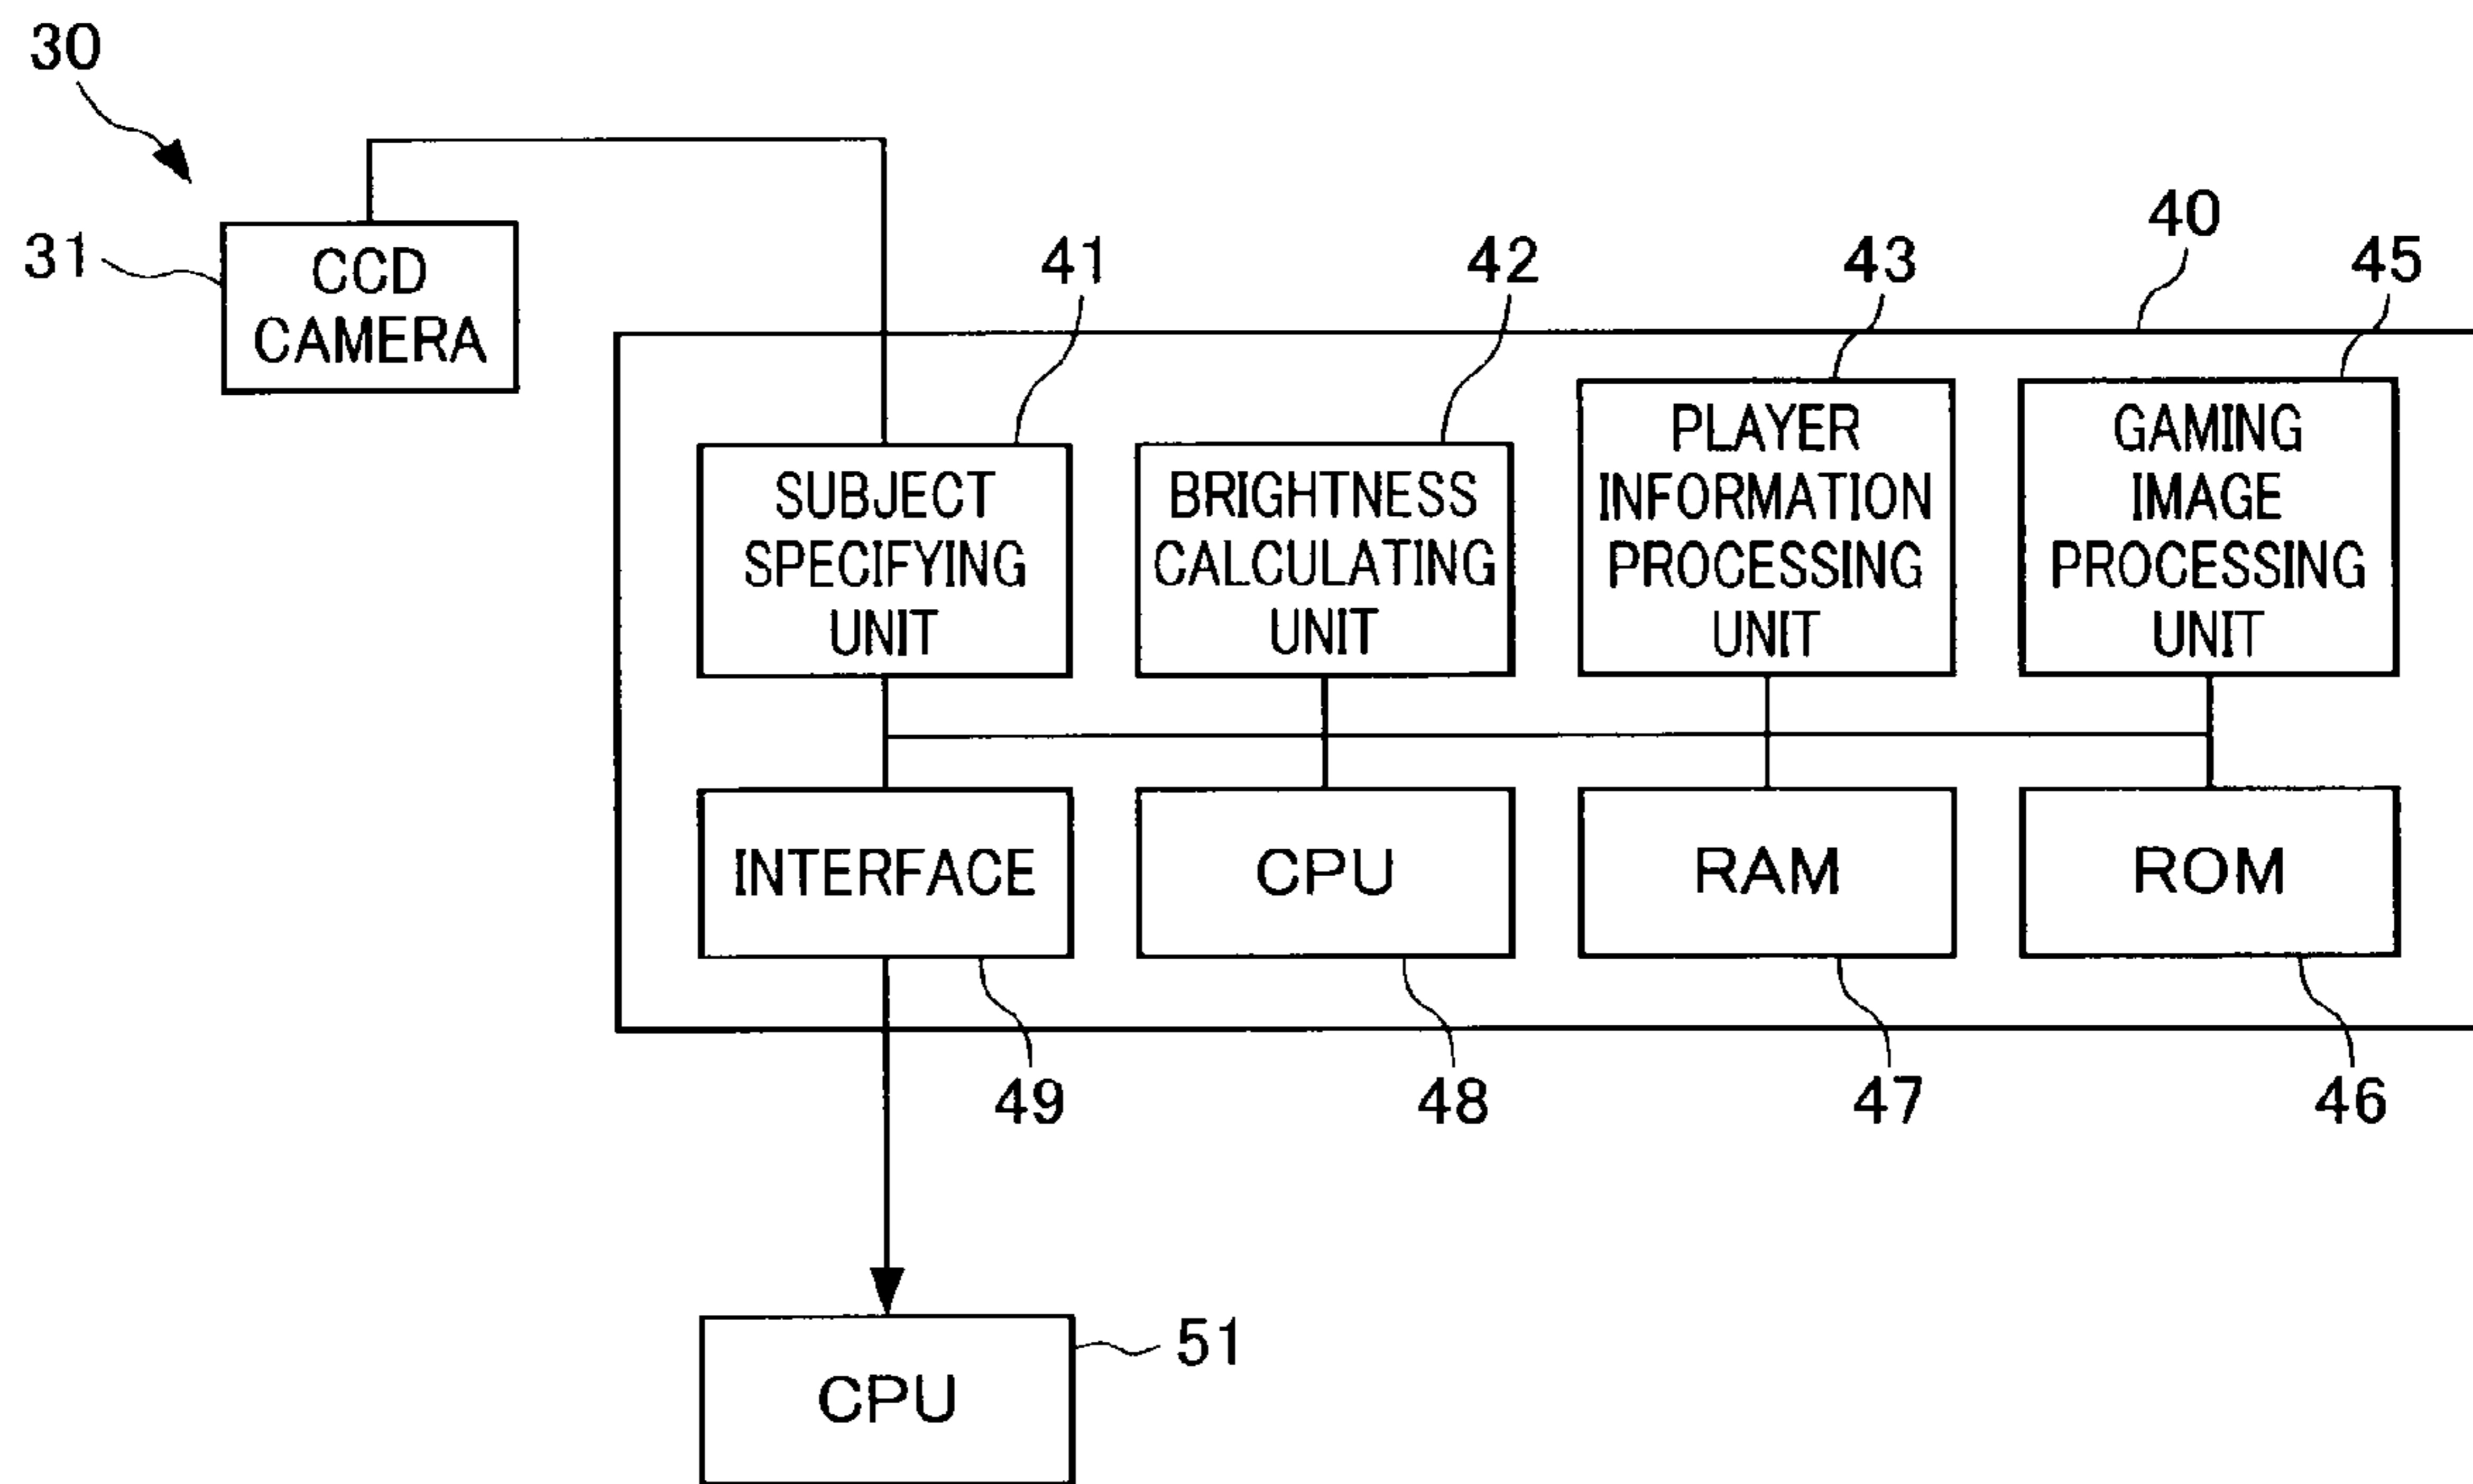 30
31
CCD
CAMERA
41
42
43
40
45
SUBJECT
SPECIFYING
UNIT
BRIGHTNESS
CALCULATING
UNIT
PLAYER
INFORMATION
PROCESSING
UNIT
GAMING
IMAGE
PROCESSING
UNIT
INTERFACE
CPU
RAM
ROM
49
48
47
46
51
CPU